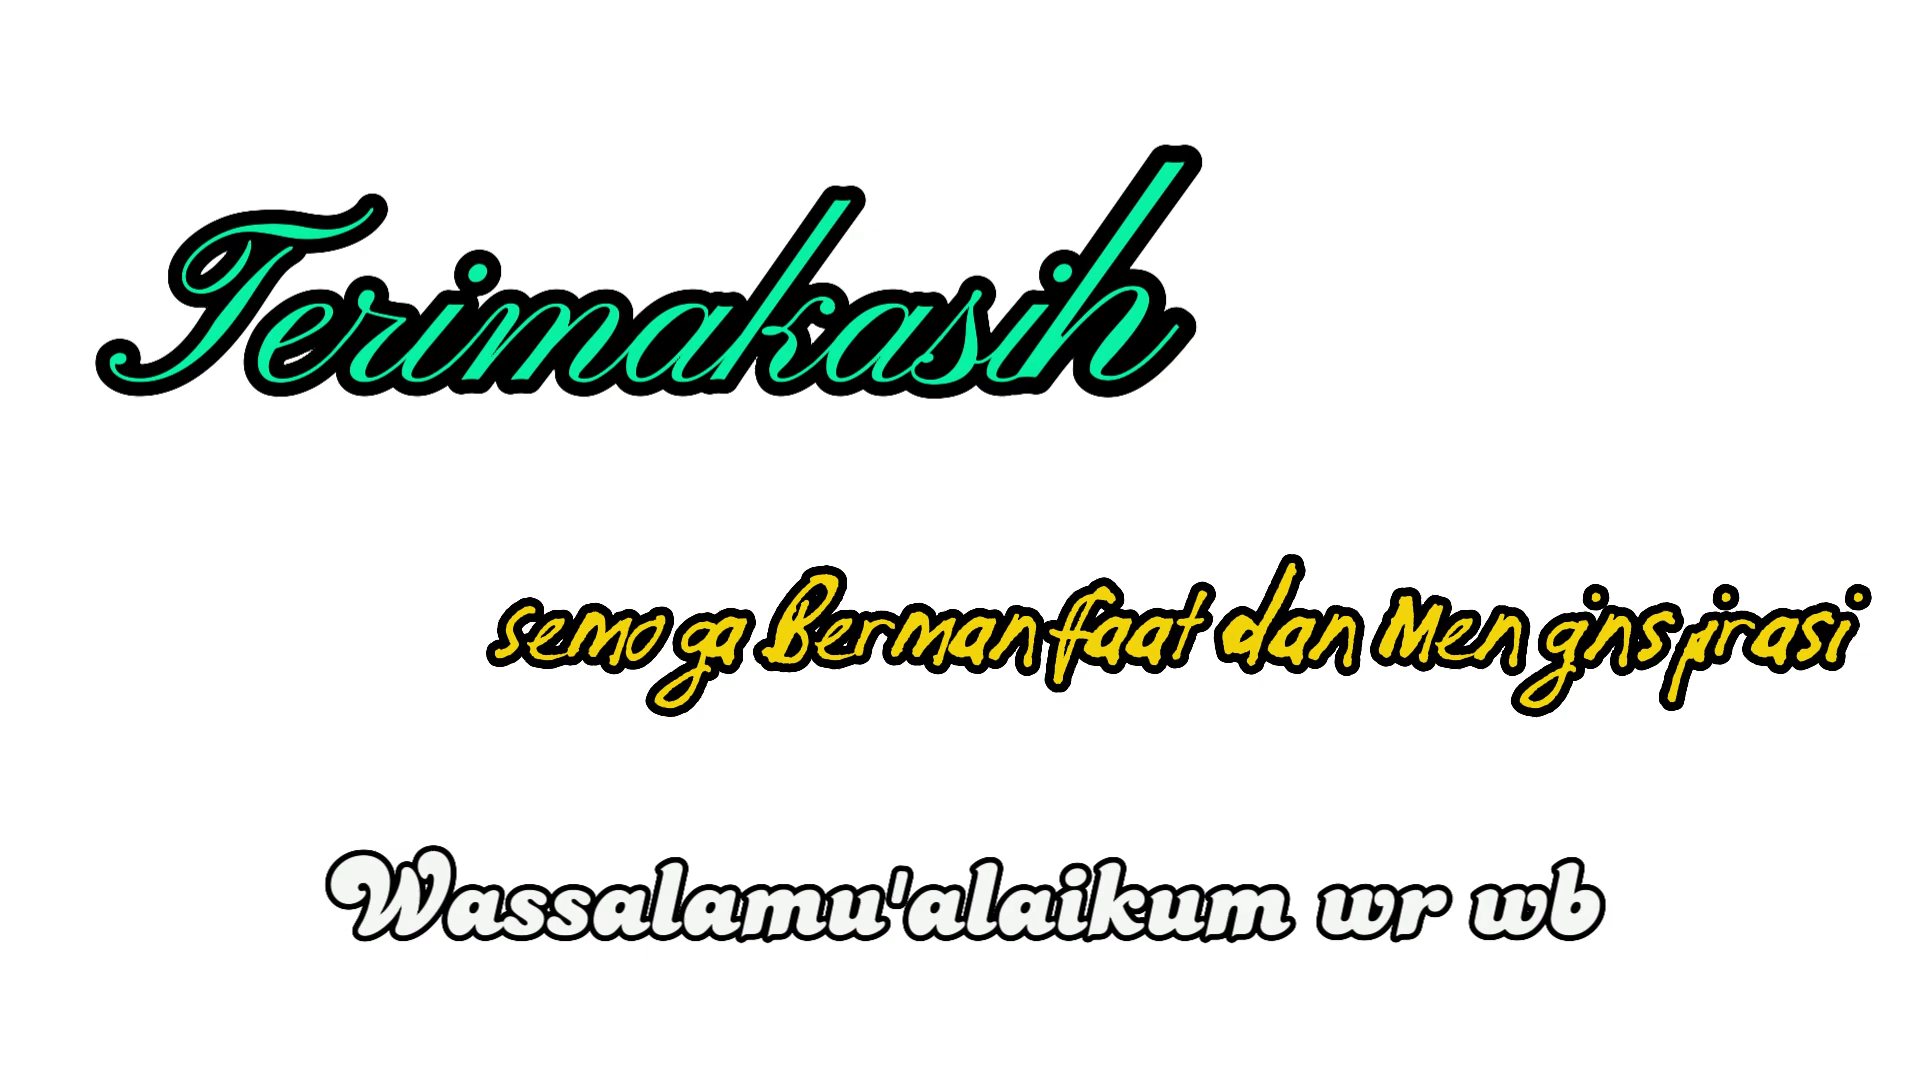 Terimakasih
semoga Bermanfaat dan Menginspirasi
Wassalamu'alaikum wr wb